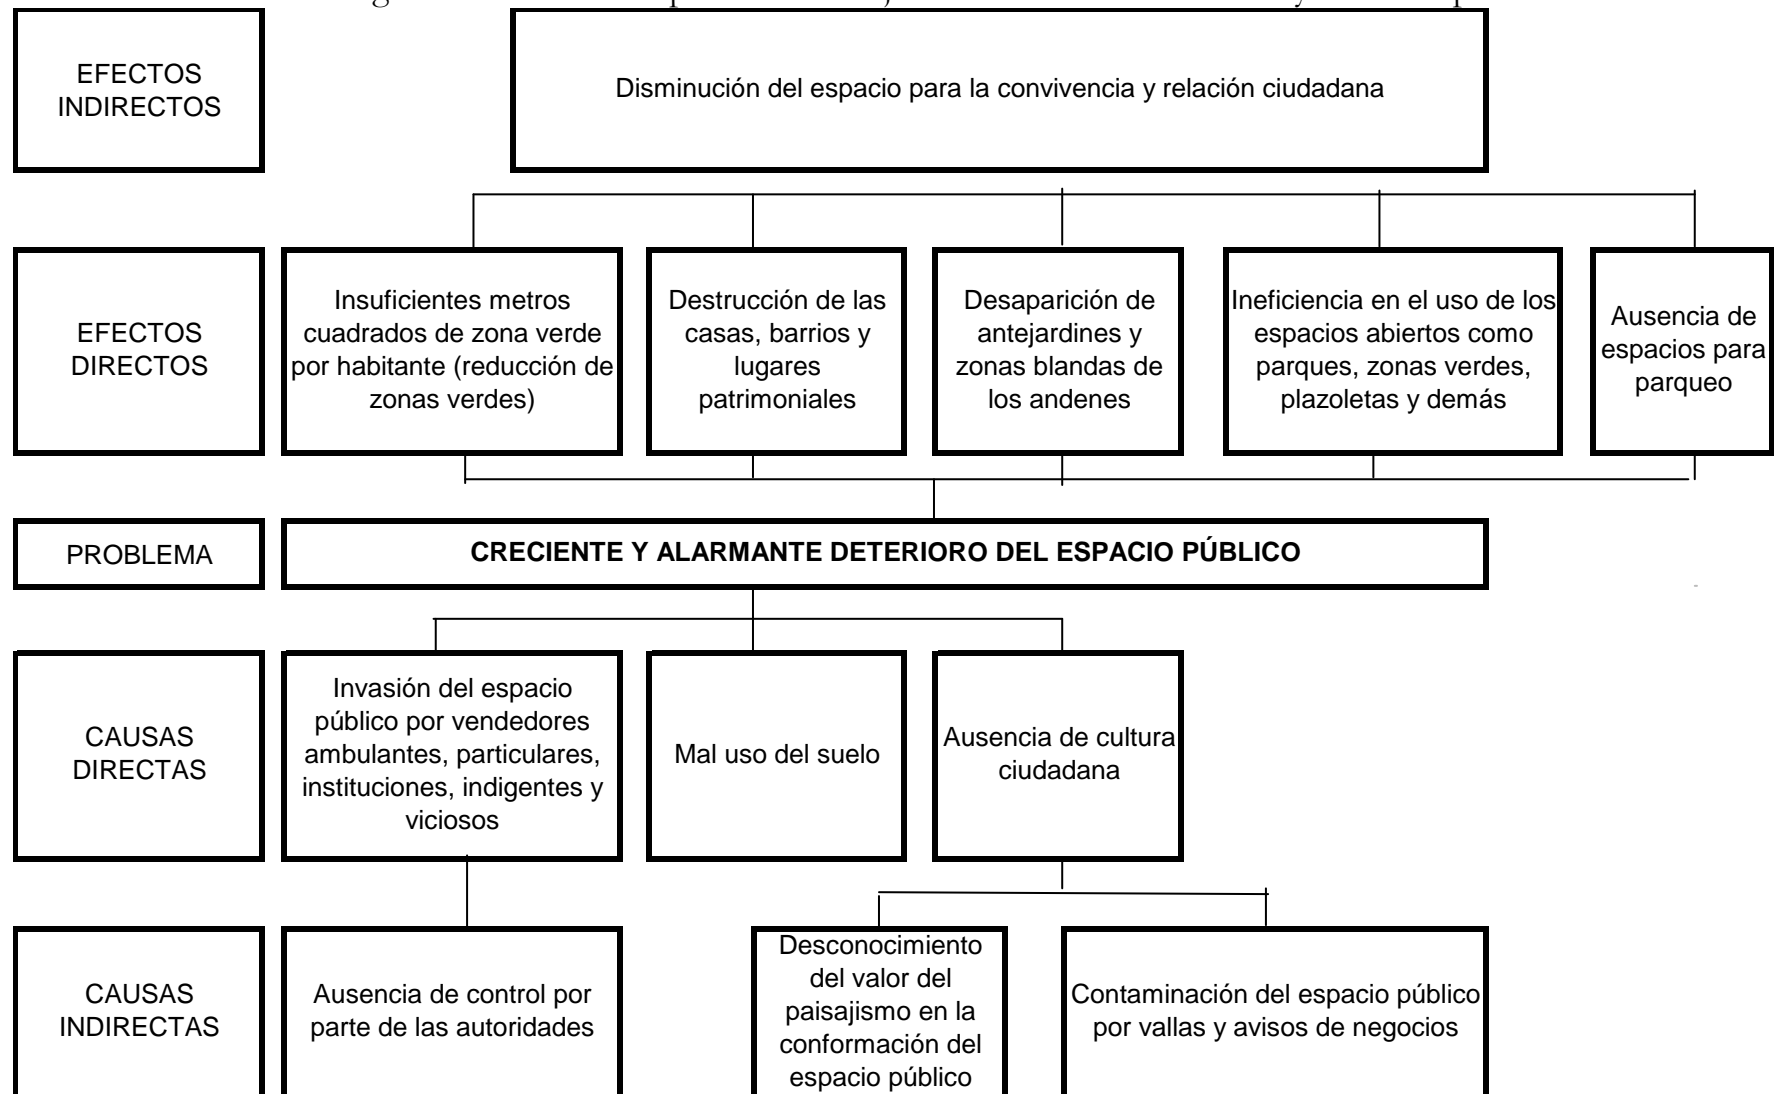 EFECTOS
INDIRECTOS
Disminución del espacio para la convivencia y relación ciudadana
EFECTOS
DIRECTOS
Insuficientes metros
cuadrados de zona verde
por habitante (reducción de
zonas verdes)
Destrucción de las
casas, barrios y
lugares
patrimoniales
Desaparición de
antejardines y
zonas blandas de
los andenes
Ineficiencia en el uso de los
espacios abiertos como
parques, zonas verdes,
plazoletas y demás
Ausencia de
espacios para
parqueo
PROBLEMA
CRECIENTE Y ALARMANTE DETERIORO DEL ESPACIO PÚBLICO
CAUSAS
DIRECTAS
Invasión del espacio
público por vendedores
ambulantes, particulares,
instituciones, indigentes y
viciosos
Mal uso del suelo
Ausencia de cultura
ciudadana
CAUSAS
INDIRECTAS
Ausencia de control por
parte de las autoridades
Desconocimiento
del valor del
paisajismo en la
conformación del
espacio público
Contaminación del espacio público
por vallas y avisos de negocios